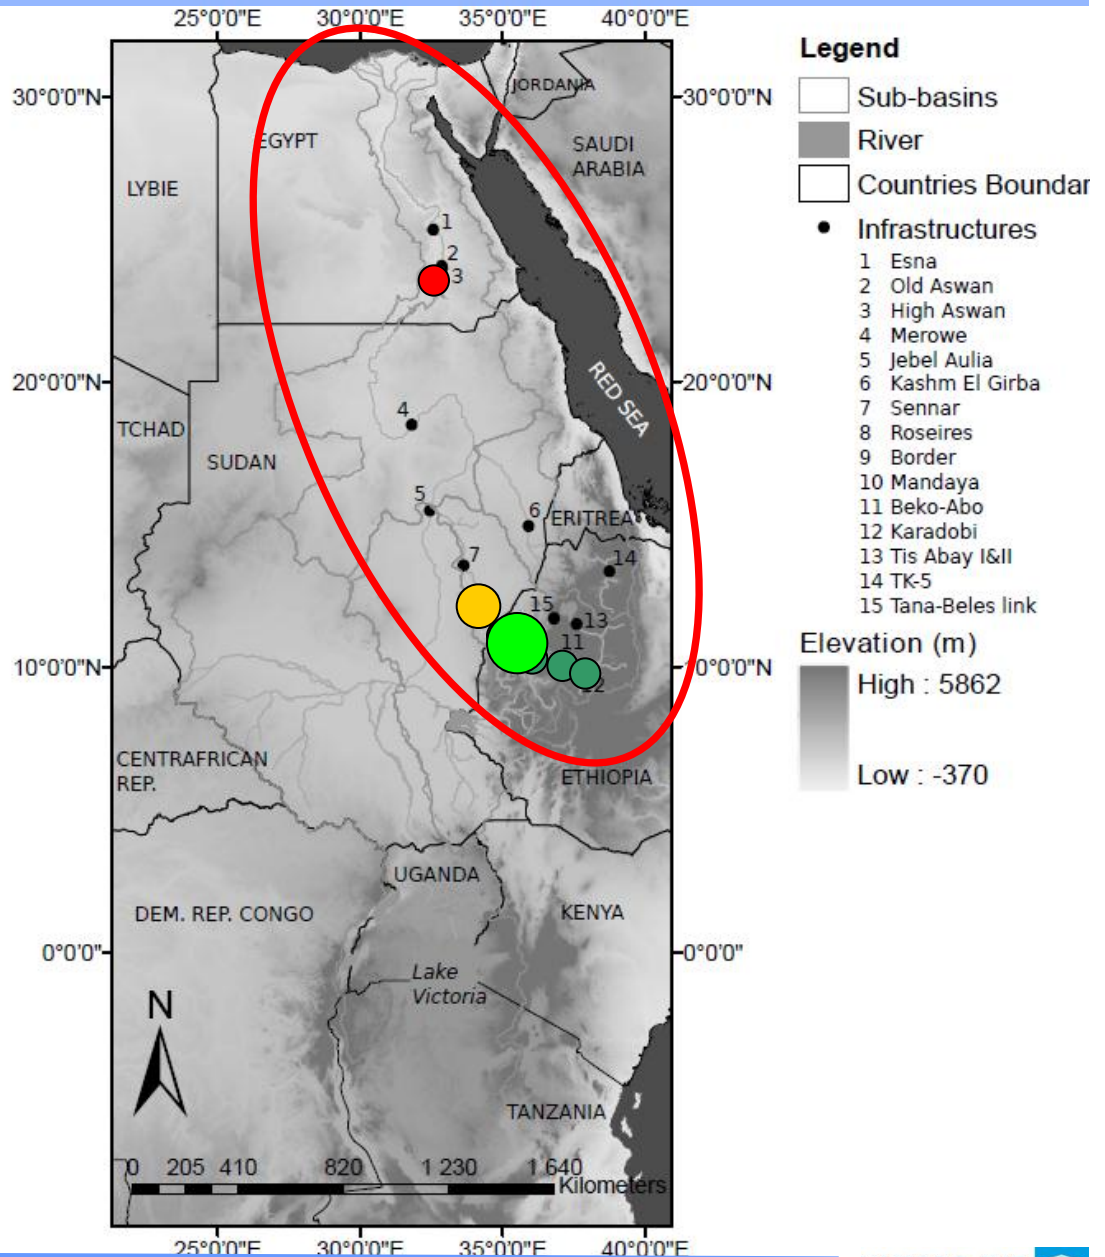 25°0'0"E 30°0'0"E 35°0'0"E 40°0'0"E
30°0'0"N
30°0'0"N
JORDANIA
EGYPT
SAUDI
ARABIA
LYBIE
1
2
3
20°0'0"N
20°0'0"N
RED SEA
4
TCHAD
SUDAN
5
6
ERITREA
7
14
15
13
11
10°0'0"N
0°0'0"N
12
CENTRAFRICAN
REP.
ETHIOPIA
UGANDA
DEM. REP. CONGO
KENYA
0°0'0"
0°0'0"
Lake
Victoria
N
TANZANIA
0 205 410 820 1 230 1 640
Kilometers
25°0'0"E 30°0'0"E 35°0'0"E 40°0'0"E
Legend
Sub-basins
River
Countries Boundar
Infrastructures
1 Esna
2 Old Aswan
3 High Aswan
4 Merowe
5 Jebel Aulia
6 Kashm El Girba
7 Sennar
8 Roseires
9 Border
10 Mandaya
11 Beko-Abo
12 Karadobi
13 Tis Abay I&II
14 TK-5
15 Tana-Beles link
Elevation (m)
High : 5862
Low : -370